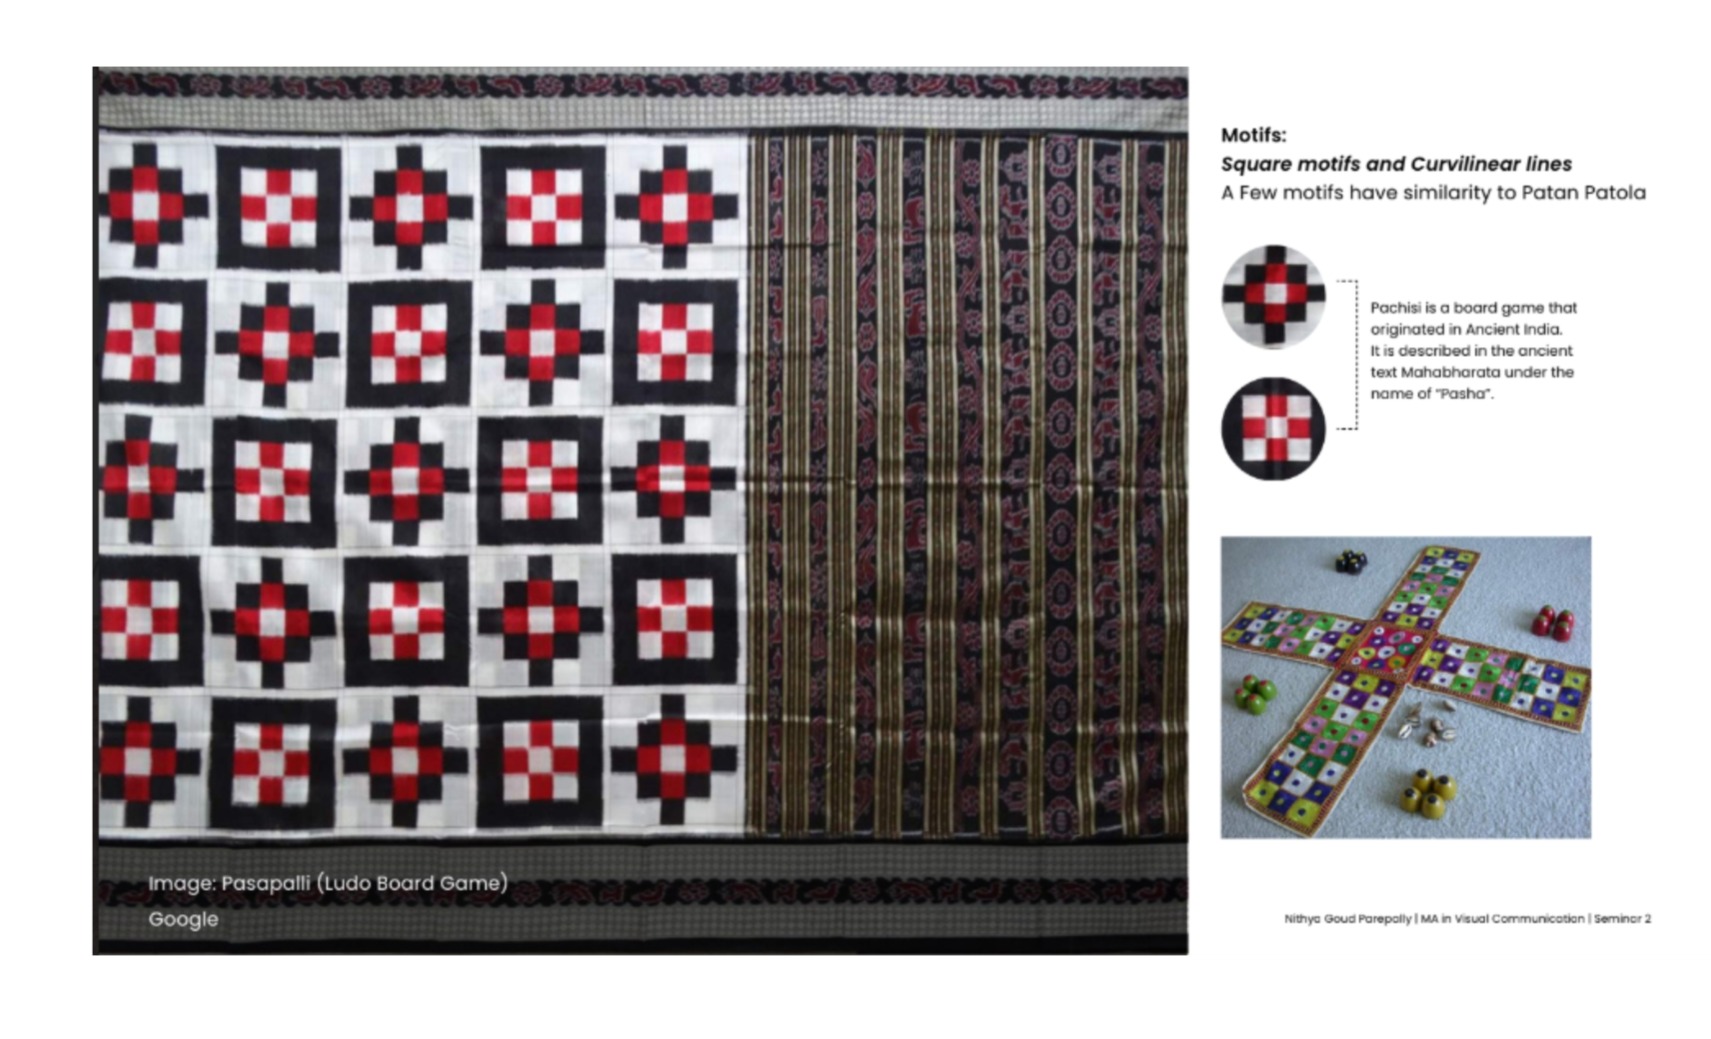 Motifs:
Square motifs and Curvilinear lines
A Few motifs have similarity to Patan Patola
Pachisi is a board game that
originated in Ancient India.
It is described in the ancient
text Mahabharata under the
name of "Pasha".
Image: Pasapalli (Ludo Board Game)
Google
Nithya Goud Parepally | MA in Visual Communication | Seminar 2